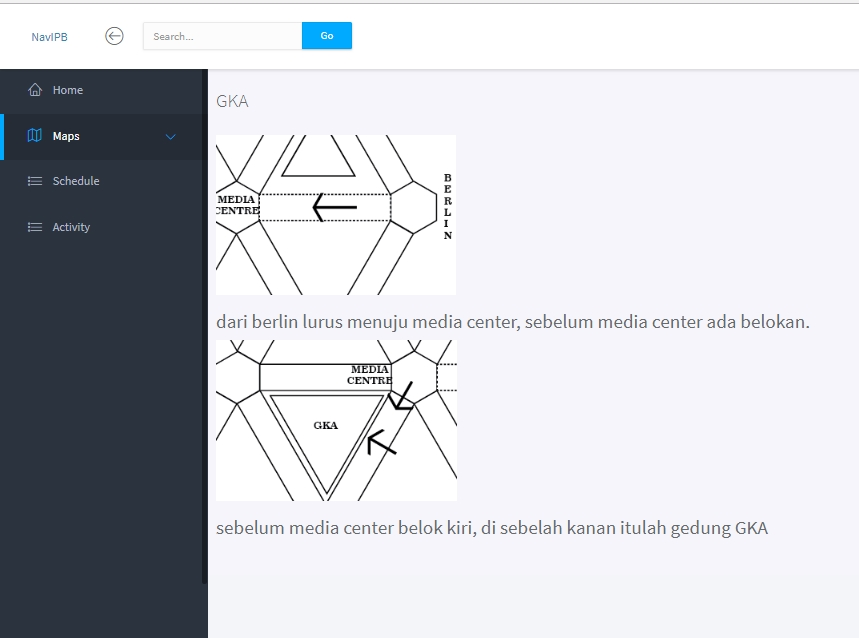 NavIPB
Search...
Go
Home
Maps
Schedule
Activity
GKA
MEDIA
CENTRE
BERLIN
dari berlin lurus menuju media center, sebelum media center ada belokan.
MEDIA
CENTRE
GKA
sebelum media center belok kiri, di sebelah kanan itulah gedung GKA